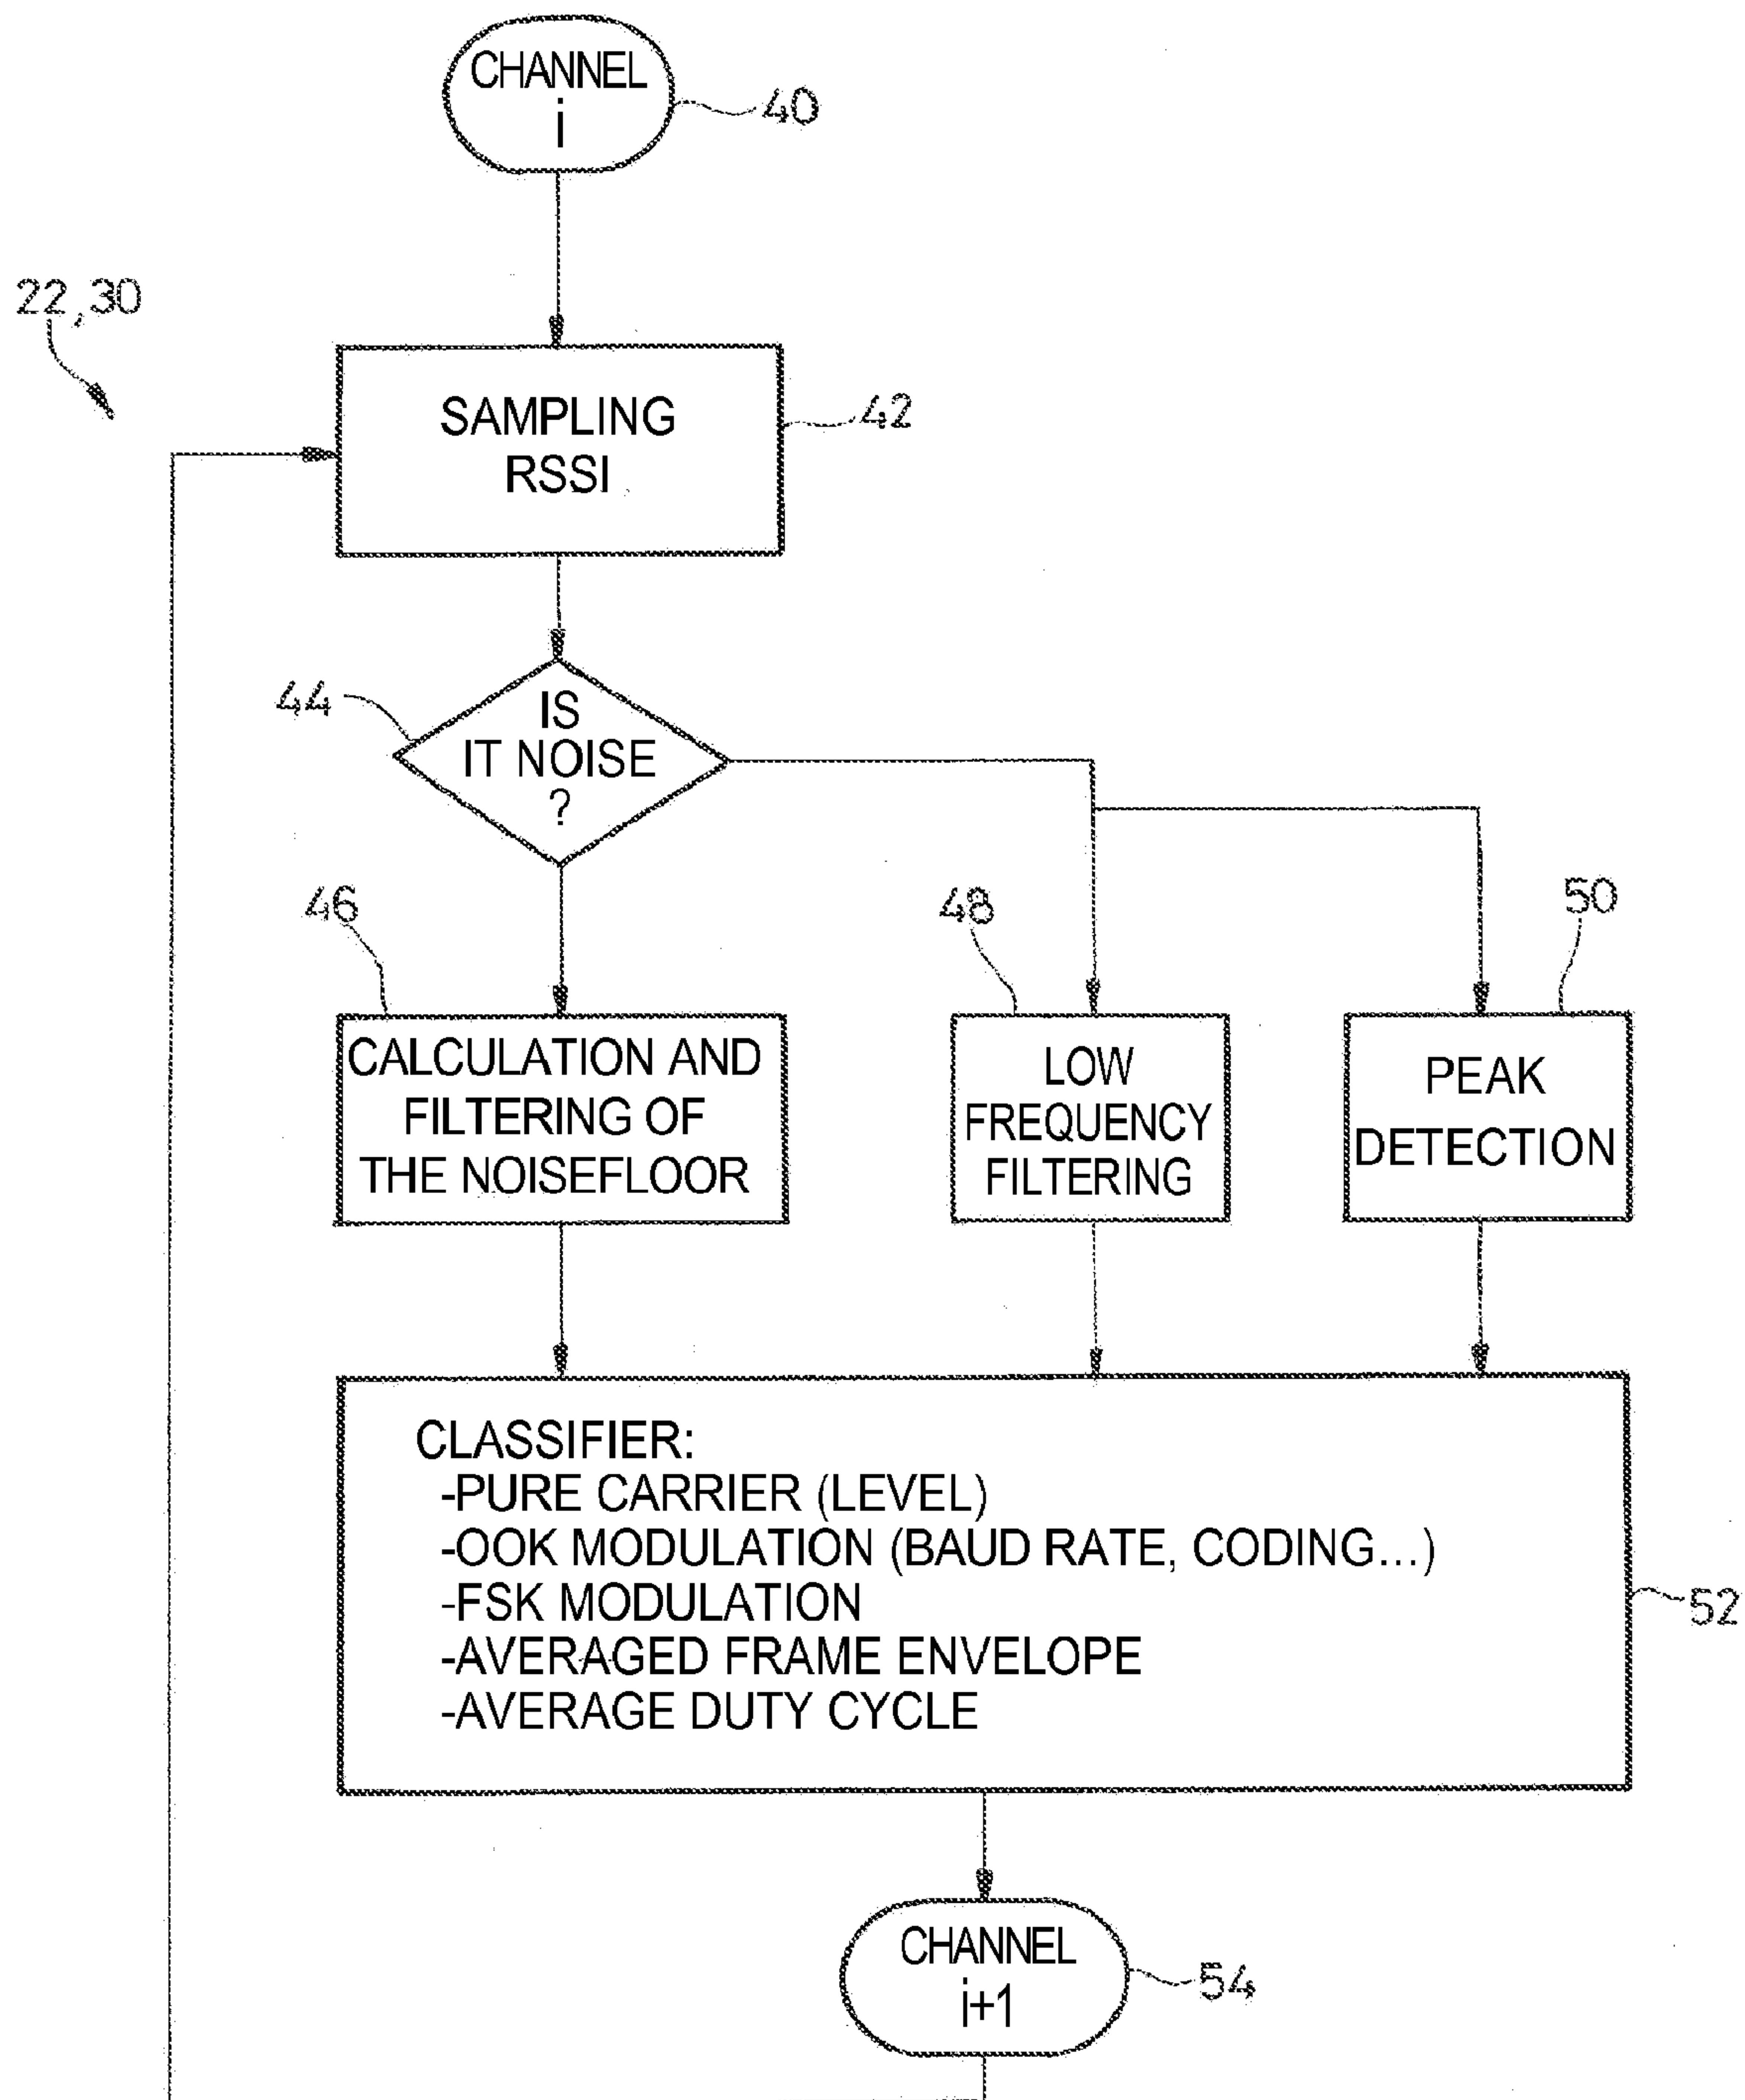 CHANNEL
i
40
22,30
SAMPLING
RSSI
42
44
IS
IT NOISE
?
46
48
50
CALCULATION AND
FILTERING OF
THE NOISEFLOOR
LOW
FREQUENCY
FILTERING
PEAK
DETECTION
CLASSIFIER:
-PURE CARRIER (LEVEL)
-OOK MODULATION (BAUD RATE, CODING...)
-FSK MODULATION
-AVERAGED FRAME ENVELOPE
-AVERAGE DUTY CYCLE
52
CHANNEL
i+1
54